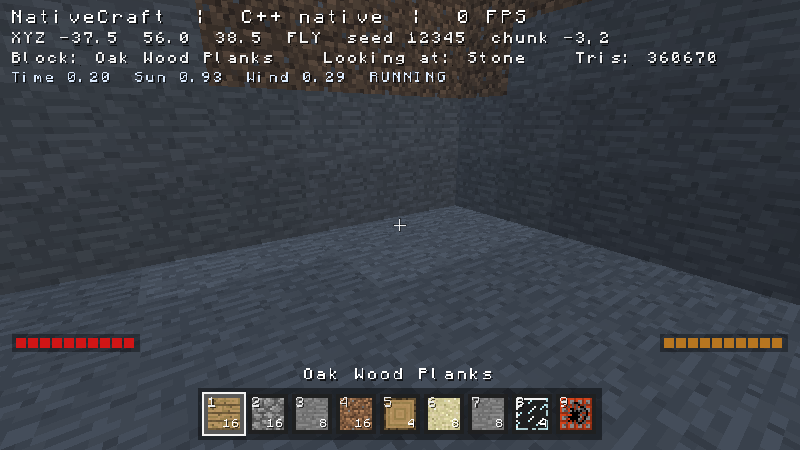 NativeCraft | C++ native | 0 FPS
XYZ -37.5 56.0 38.5 FLY seed 12345 chunk -3,2
Block: Oak Wood Planks Looking at: Stone Tris: 360670
Time 0.20 Sun 0.93 Wind 0.29 RUNNING
Oak Wood Planks
1 2 3 4 5 6 7 8 9
16 16 8 16 4 8 8 4